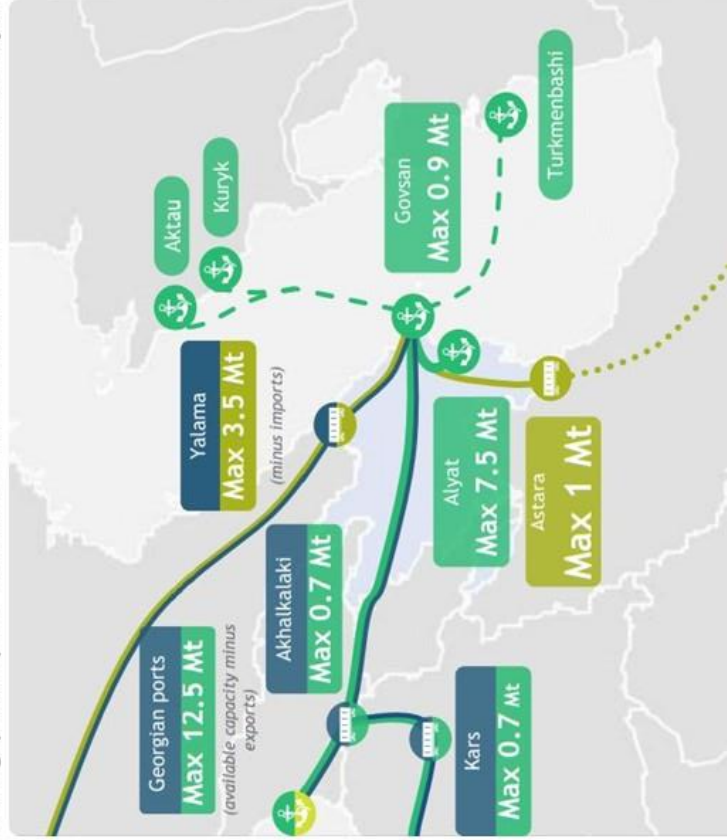 Georgian ports
Max 12.5 Mt
(available capacity minus
exports)
Yalama
Max 3.5 Mt
(minus imports)
Aktau
Kuryk
Akhalkalaki
Max 0.7 Mt
Govsan
Max 0.9 Mt
Turkmenbashi
Kars
Max 0.7 Mt
Alyat
Max 7.5 Mt
Astara
Max 1 Mt